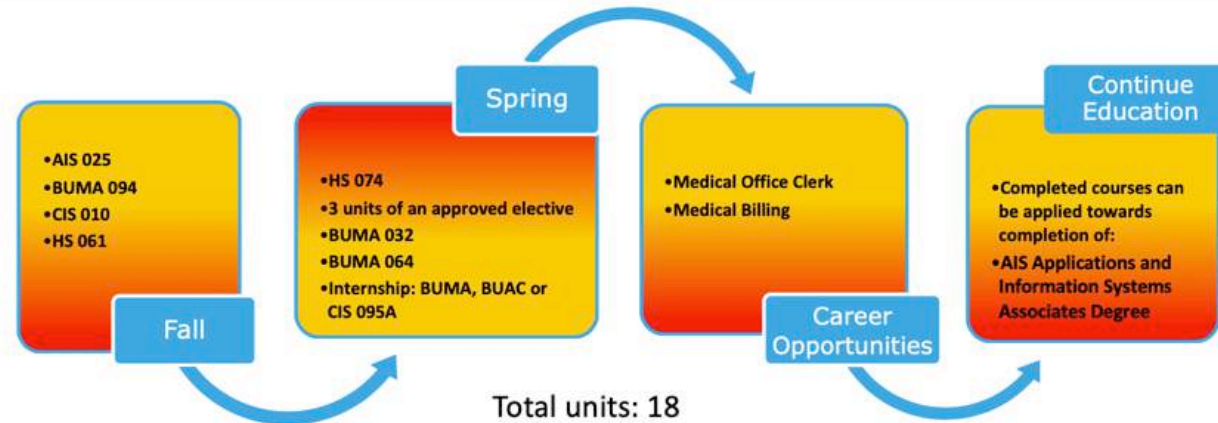 •AIS 025
•BUMA 094
•CIS 010
•HS 061
Fall
Spring
•HS 074
•3 units of an approved elective
•BUMA 032
•BUMA 064
•Internship: BUMA, BUAC or
CIS 095A
•Medical Office Clerk
•Medical Billing
Career
Opportunities
Continue
Education
•Completed courses can
be applied towards
completion of:
•AIS Applications and
Information Systems
Associates Degree
Total units: 18